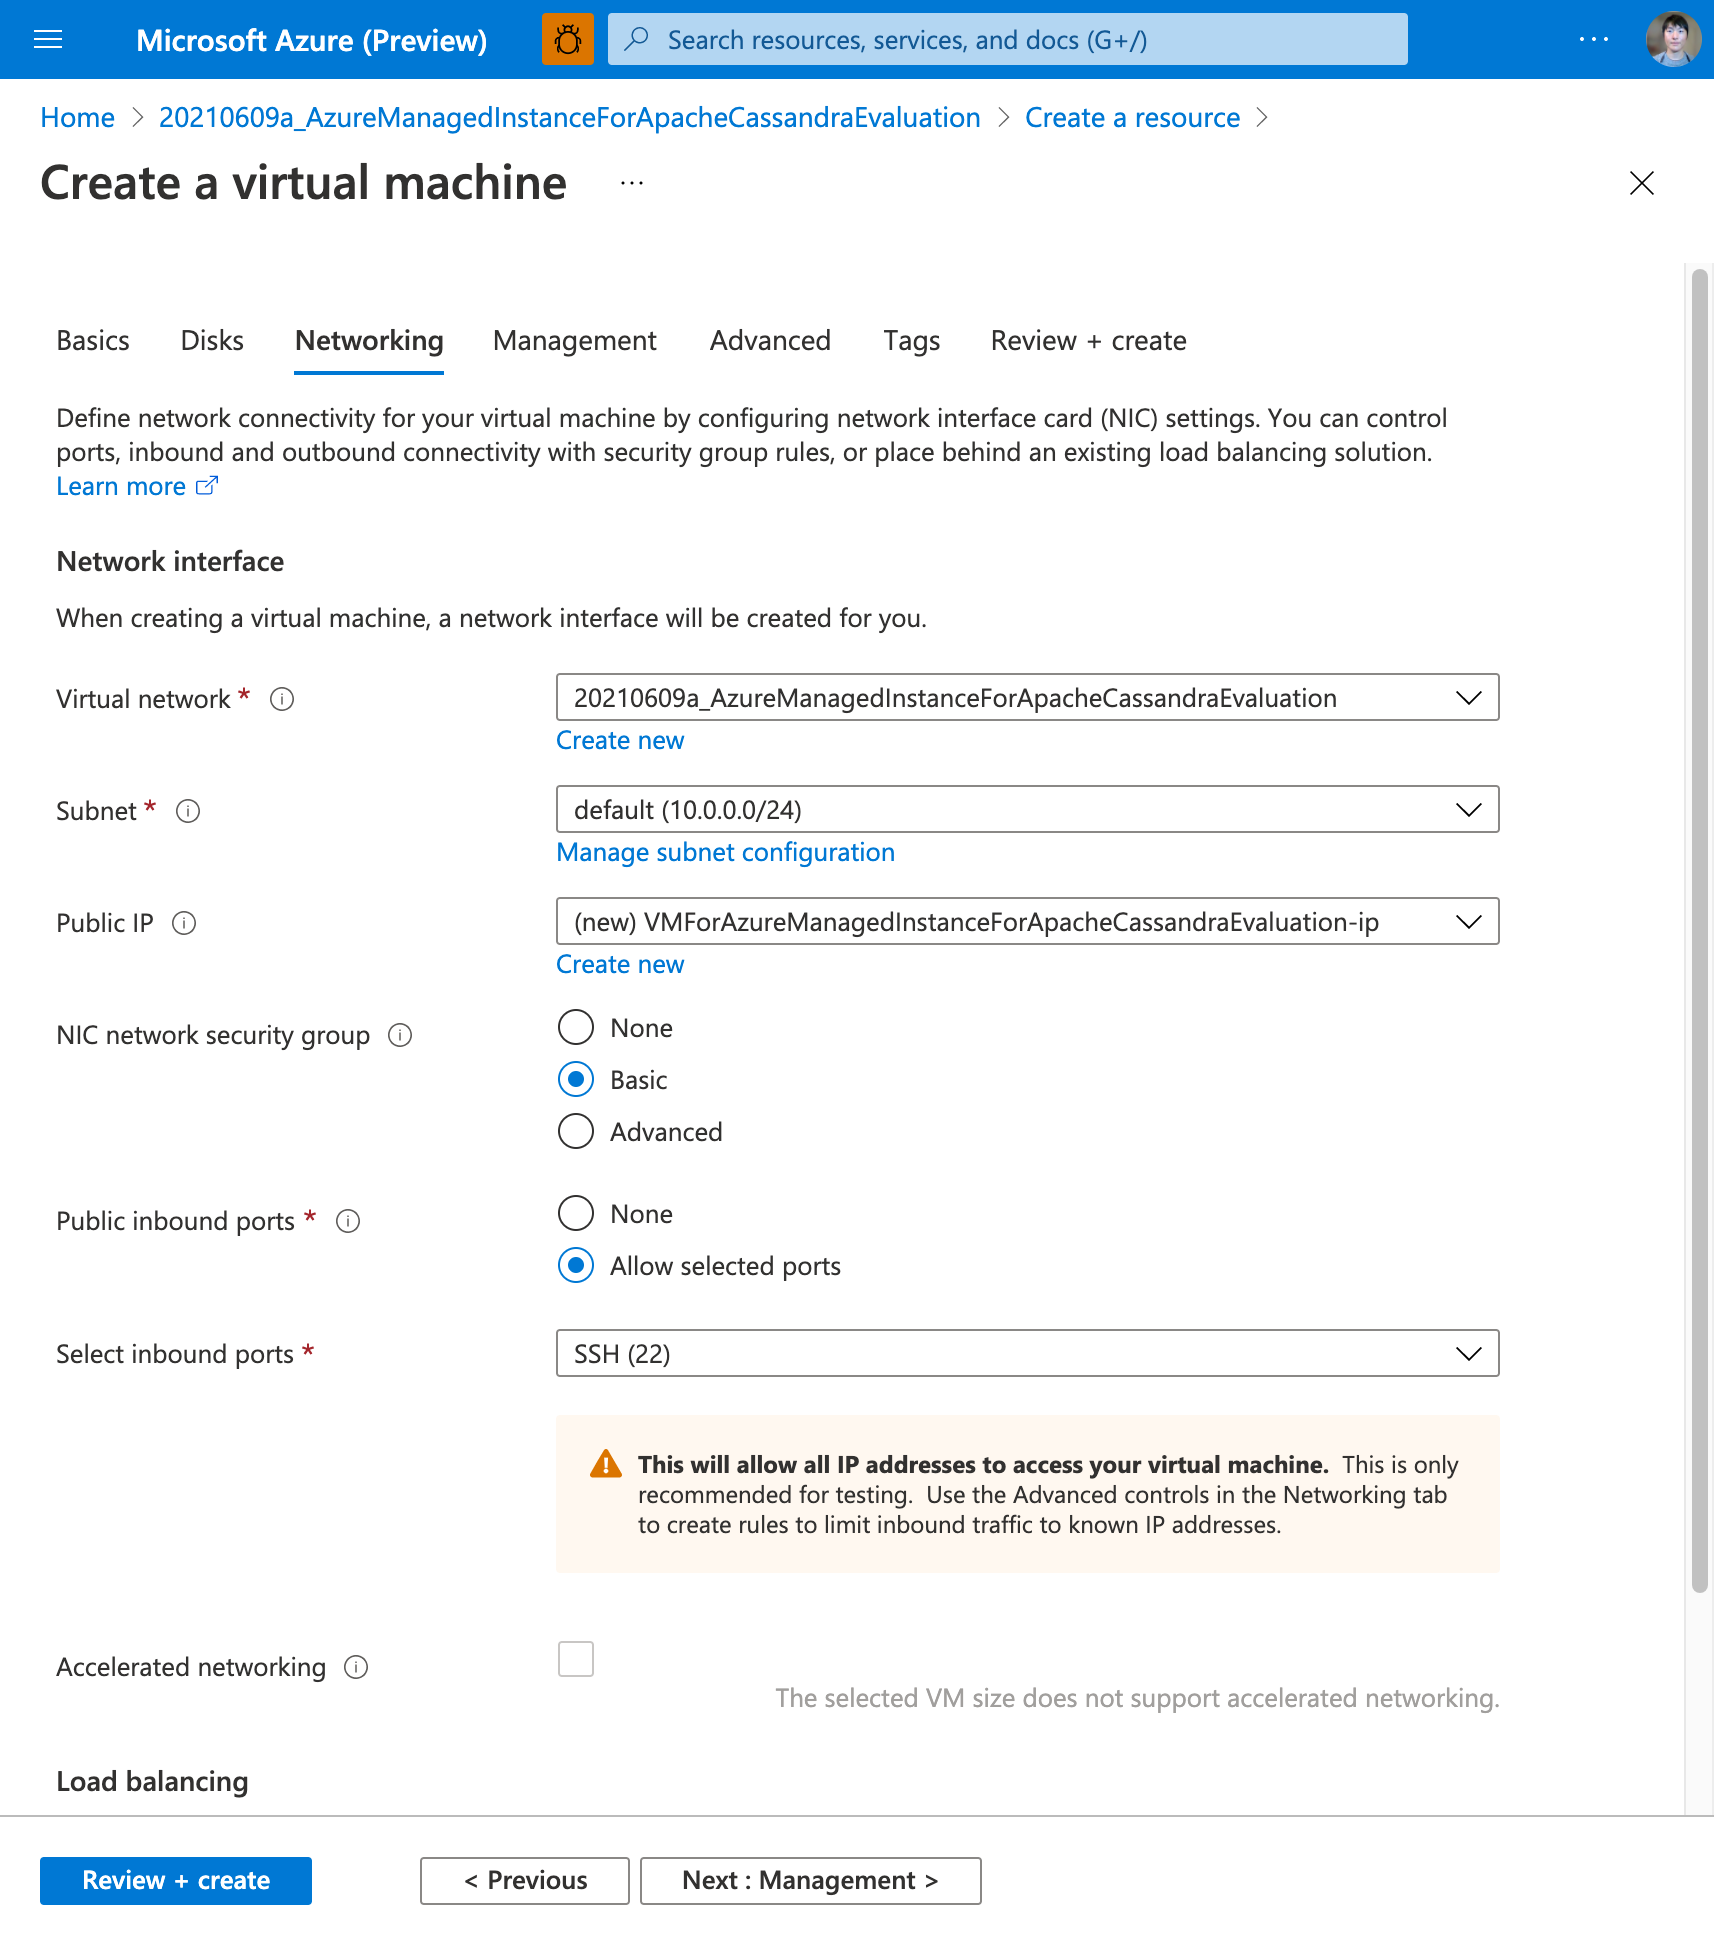 Microsoft Azure (Preview)
Search resources, services, and docs (G+/)
Home > 20210609a_AzureManagedInstanceForApacheCassandraEvaluation > Create a resource >
Create a virtual machine ...
Basics Disks Networking Management Advanced Tags Review + create
Define network connectivity for your virtual machine by configuring network interface card (NIC) settings. You can control
ports, inbound and outbound connectivity with security group rules, or place behind an existing load balancing solution.
Learn more
Network interface
When creating a virtual machine, a network interface will be created for you.
Virtual network *
20210609a_AzureManagedInstanceForApacheCassandraEvaluation
Create new
Subnet *
default (10.0.0.0/24)
Manage subnet configuration
Public IP
(new) VMForAzureManagedInstanceForApacheCassandraEvaluation-ip
Create new
NIC network security group
None
Basic
Advanced
Public inbound ports *
None
Allow selected ports
Select inbound ports *
SSH (22)
This will allow all IP addresses to access your virtual machine. This is only
recommended for testing. Use the Advanced controls in the Networking tab
to create rules to limit inbound traffic to known IP addresses.
Accelerated networking
The selected VM size does not support accelerated networking.
Load balancing
Review + create
< Previous
Next : Management >